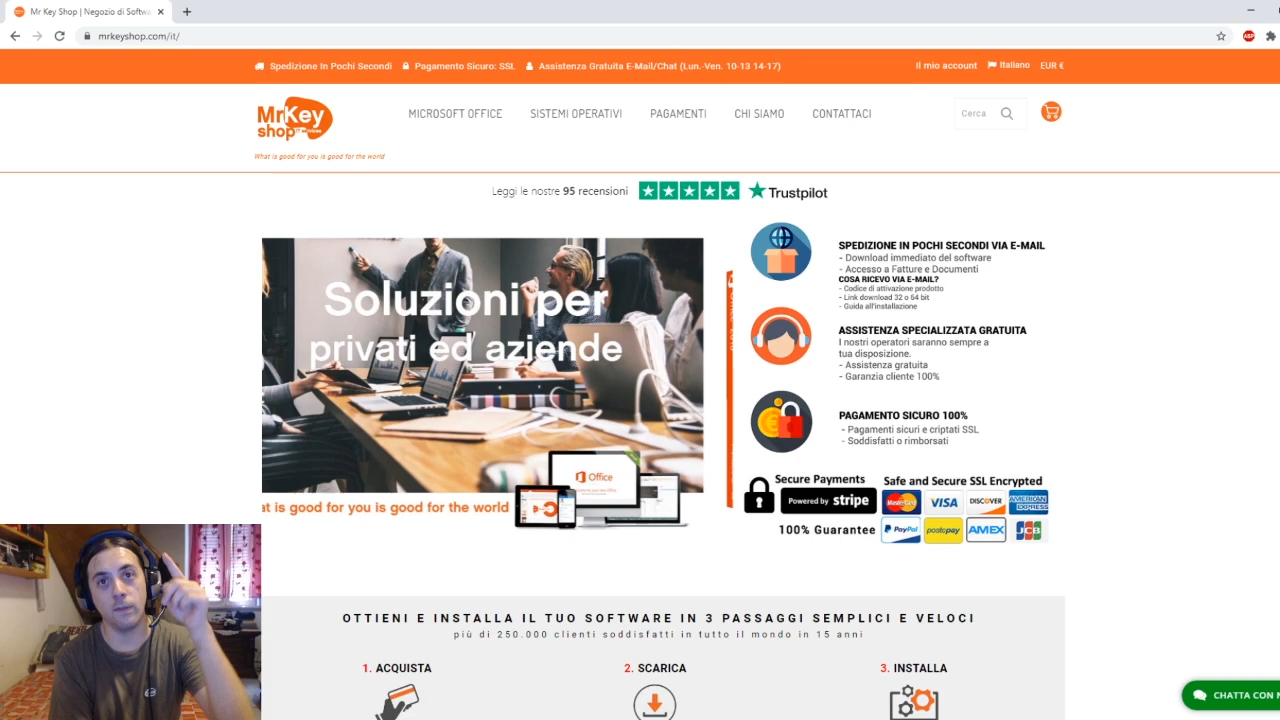 Mr Key Shop | Negozio di Softwa
mrkeyshop.com/it/
ABP
Spedizione In Pochi Secondi
Pagamento Sicuro: SSL
Assistenza Gratuita E-Mail/Chat (Lun.-Ven. 10-13 14-17)
Il mio account
Italiano
EUR €
MrKey
shop
What is good for you is good for the world
MICROSOFT OFFICE
SISTEMI OPERATIVI
PAGAMENTI
CHI SIAMO
CONTATTACI
Cerca
Leggi le nostre 95 recensioni
Trustpilot
Soluzioni per
privati ed aziende
Office
at is good for you is good for the world
SPEDIZIONE IN POCHI SECONDI VIA E-MAIL
- Download immediato del software
- Accesso a Fatture e Documenti
COSA RICEVO VIA E-MAIL?
- Codice di attivazione prodotto
- Link download 32 o 64 bit
- Guida all'installazione
ASSISTENZA SPECIALIZZATA GRATUITA
I nostri operatori saranno sempre a
tua disposizione.
- Assistenza gratuita
- Garanzia cliente 100%
PAGAMENTO SICURO 100%
- Pagamenti sicuri e criptati SSL
- Soddisfatti o rimborsati
Secure Payments
Powered by stripe
100% Guarantee
Safe and Secure SSL Encrypted
MasterCard
VISA
DISCOVER
AMERICAN EXPRESS
PayPal
postepay
AMEX
JCB
OTTIENI E INSTALLA IL TUO SOFTWARE IN 3 PASSAGGI SEMPLICI E VELOCI
più di 250.000 clienti soddisfatti in tutto il mondo in 15 anni
1. ACQUISTA
2. SCARICA
3. INSTALLA
CHATTA CON N